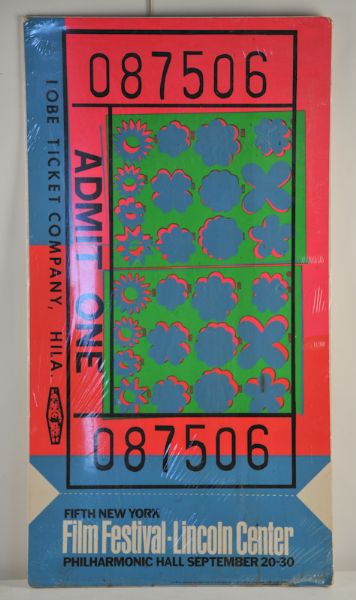 087506
IOBE TICKET COMPANY, HILA.
ADMIT ONE
087506
FIFTH NEW YORK
Film Festival-Lincoln Center
PHILHARMONIC HALL SEPTEMBER 20-30